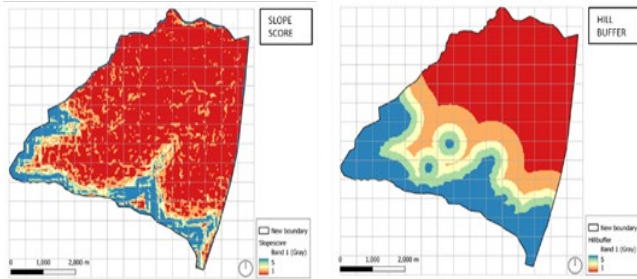 SLOPE
SCORE
New boundary
Slopescore
Band 1 (Gray)
5
1
0
1,000
2,000 m
HILL
BUFFER
New boundary
Hillbuffer
Band 1 (Gray)
5
1
0
1,000
2,000 m